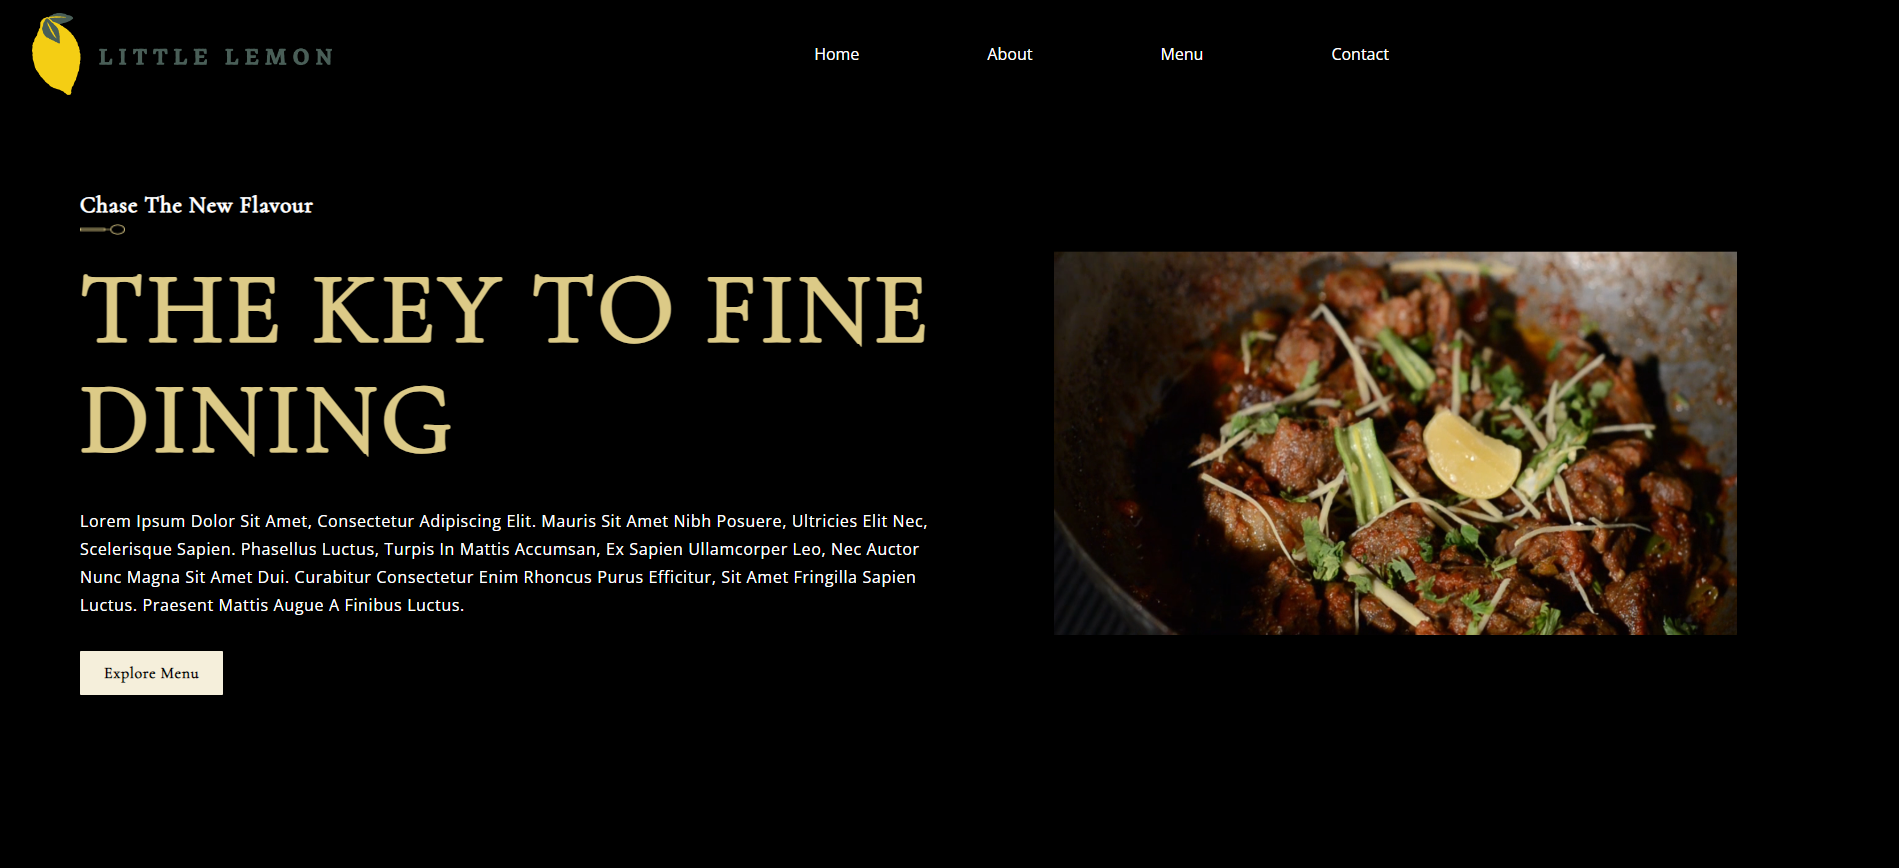 LITTLE LEMON
Home About Menu Contact
Chase The New Flavour
THE KEY TO FINE
DINING
Lorem Ipsum Dolor Sit Amet, Consectetur Adipiscing Elit. Mauris Sit Amet Nibh Posuere, Ultricies Elit Nec,
Scelerisque Sapien. Phasellus Luctus, Turpis In Mattis Accumsan, Ex Sapien Ullamcorper Leo, Nec Auctor
Nunc Magna Sit Amet Dui. Curabitur Consectetur Enim Rhoncus Purus Efficitur, Sit Amet Fringilla Sapien
Luctus. Praesent Mattis Augue A Finibus Luctus.
Explore Menu